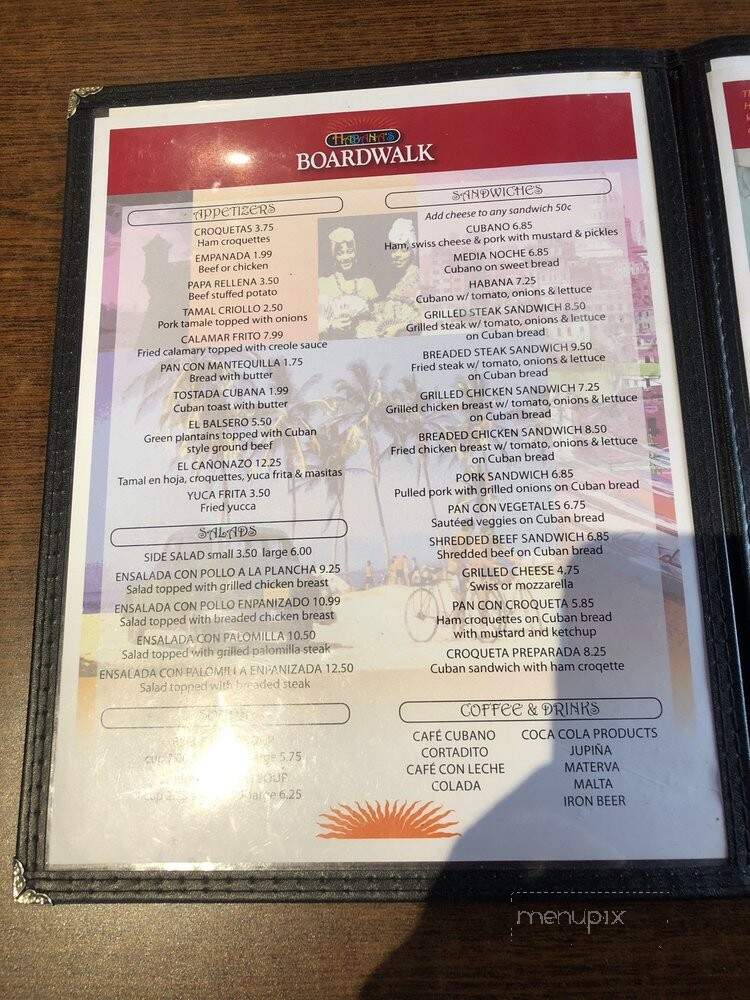 HABANA'S
BOARDWALK
APPETIZERS
CROQUETAS 3.75
Ham croquettes
EMPANADA 1.99
Beef or chicken
PAPA RELLENA 3.50
Beef stuffed potato
TAMAL CRIOLLO 2.50
Pork tamale topped with onions
CALAMAR FRITO 7.99
Fried calamary topped with creole sauce
PAN CON MANTEQUILLA 1.75
Bread with butter
TOSTADA CUBANA 1.99
Cuban toast with butter
EL BALSERO 5.50
Green plantains topped with Cuban
style ground beef
EL CAÑONAZO 12.25
Tamal en hoja, croquettes, yuca frita & masitas
YUCA FRITA 3.50
Fried yucca
SALADS
SIDE SALAD small 3.50 large 6.00
ENSALADA CON POLLO A LA PLANCHA 9.25
Salad topped with grilled chicken breast
ENSALADA CON POLLO ENPANIZADO 10.99
Salad topped with breaded chicken breast
ENSALADA CON PALOMILLA 10.50
Salad topped with grilled palomilla steak
ENSALADA CON PALOMILLA ENPANIZADA 12.50
Salad topped with breaded steak
cup large 5.75
SOUP
cup large 6.25
SANDWICHES
Add cheese to any sandwich 50c
CUBANO 6.85
Ham, swiss cheese & pork with mustard & pickles
MEDIA NOCHE 6.85
Cubano on sweet bread
HABANA 7.25
Cubano w/ tomato, onions & lettuce
GRILLED STEAK SANDWICH 8.50
Grilled steak w/ tomato, onions & lettuce
on Cuban bread
BREADED STEAK SANDWICH 9.50
Fried steak w/ tomato, onions & lettuce
on Cuban bread
GRILLED CHICKEN SANDWICH 7.25
Grilled chicken breast w/ tomato, onions & lettuce
on Cuban bread
BREADED CHICKEN SANDWICH 8.50
Fried chicken breast w/ tomato, onions & lettuce
on Cuban bread
PORK SANDWICH 6.85
Pulled pork with grilled onions on Cuban bread
PAN CON VEGETALES 6.75
Sautéed veggies on Cuban bread
SHREDDED BEEF SANDWICH 6.85
Shredded beef on Cuban bread
GRILLED CHEESE 4.75
Swiss or mozzarella
PAN CON CROQUETA 5.85
Ham croquettes on Cuban bread
with mustard and ketchup
CROQUETA PREPARADA 8.25
Cuban sandwich with ham croqette
COFFEE & DRINKS
CAFÉ CUBANO
CORTADITO
CAFÉ CON LECHE
COLADA
COCA COLA PRODUCTS
JUPIÑA
MATERVA
MALTA
IRON BEER
menupix